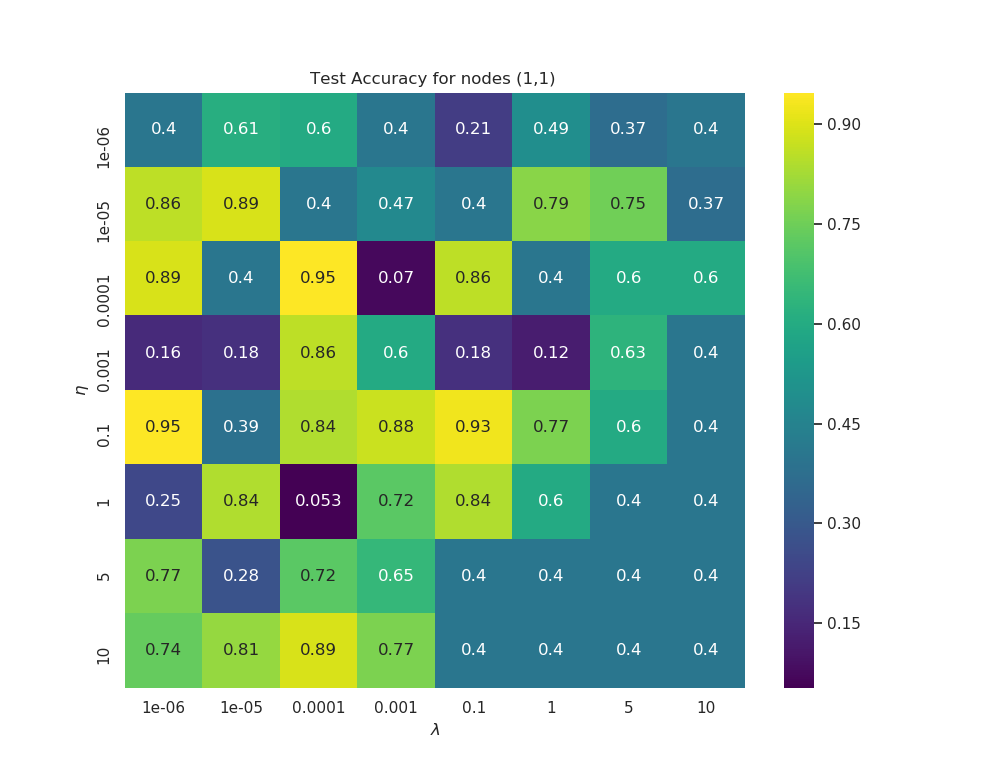 Test Accuracy for nodes (1,1)
1e-06 0.4 0.61 0.6 0.4 0.21 0.49 0.37 0.4
1e-05 0.86 0.89 0.4 0.47 0.4 0.79 0.75 0.37
0.0001 0.89 0.4 0.95 0.07 0.86 0.4 0.6 0.6
0.001 0.16 0.18 0.86 0.6 0.18 0.12 0.63 0.4
η
0.1 0.95 0.39 0.84 0.88 0.93 0.77 0.6 0.4
1 0.25 0.84 0.053 0.72 0.84 0.6 0.4 0.4
5 0.77 0.28 0.72 0.65 0.4 0.4 0.4 0.4
10 0.74 0.81 0.89 0.77 0.4 0.4 0.4 0.4
1e-06 1e-05 0.0001 0.001 0.1 1 5 10
λ
0.90
0.75
0.60
0.45
0.30
0.15